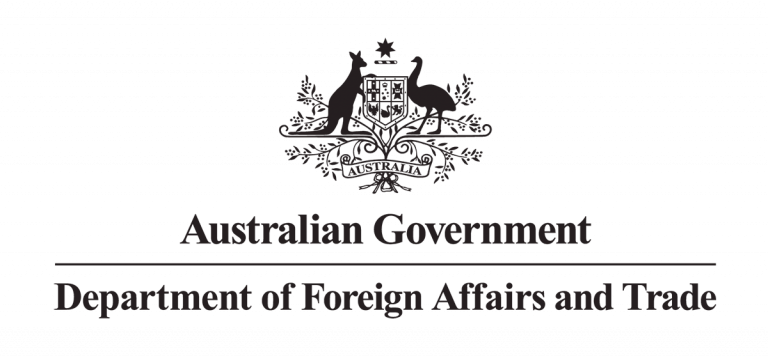 AUSTRALIA
Australian Government
Department of Foreign Affairs and Trade